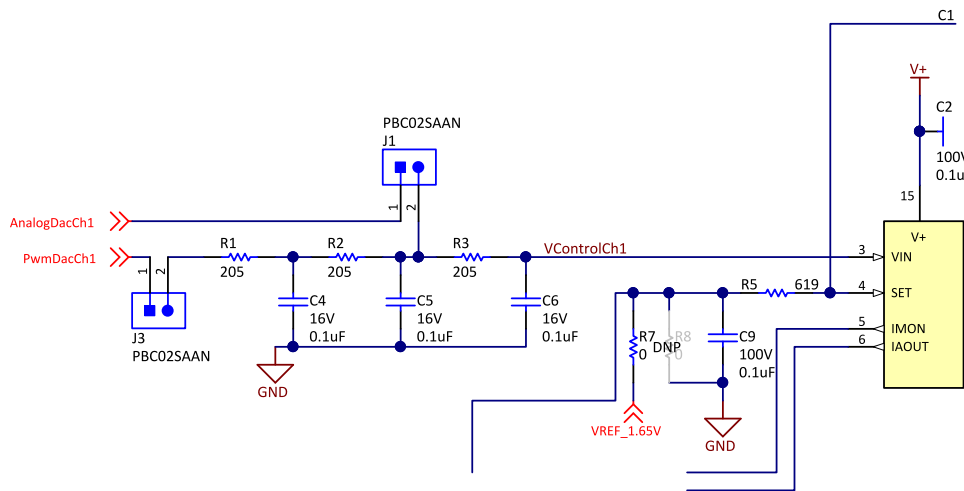 C1
V+
C2
100V
0.1u
PBC02SAAN
J1
15
1
2
AnalogDacCh1
V+
PwmDacCh1
1
2
R1
205
R2
205
R3
205
VControlCh1
3
VIN
C4
16V
0.1uF
C5
16V
0.1uF
C6
16V
0.1uF
R5
619
4
SET
J3
PBC02SAAN
R7
0
DNP
R8
0
C9
100V
0.1uF
5
IMON
6
IAOUT
GND
VREF_1.65V
GND